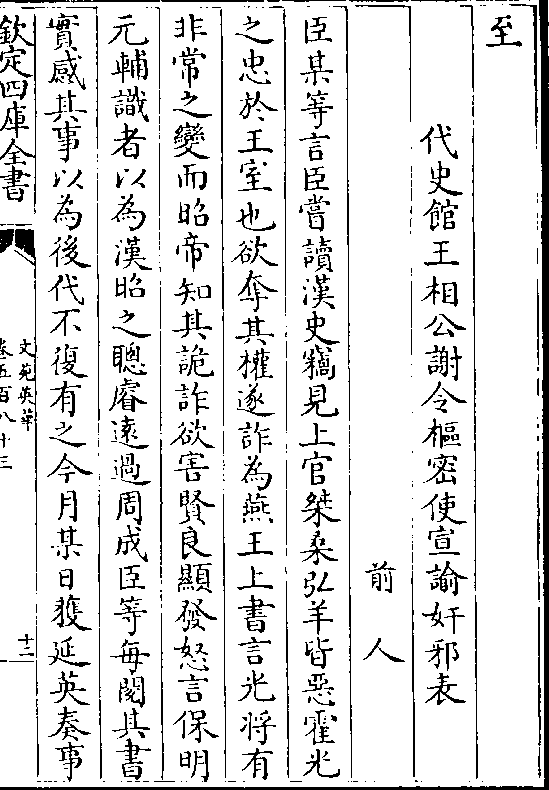 至
代史館王相公謝令樞密使宣諭奸邪表
前人
臣某等言臣嘗讀漢史竊見上官桀桑弘羊皆惡霍光
之忠於王室也欲奪其權遂詐為燕王上書言光將有
非常之變而昭帝知其詭詐欲害賢良顯發怒言保明
元輔識者以為漢昭之聰睿遠過周成臣等每閱其書
實感其事以為後代不復有之今月某日獲延英奏事
欽定四庫全書
文苑英華
卷五百八十三
十三